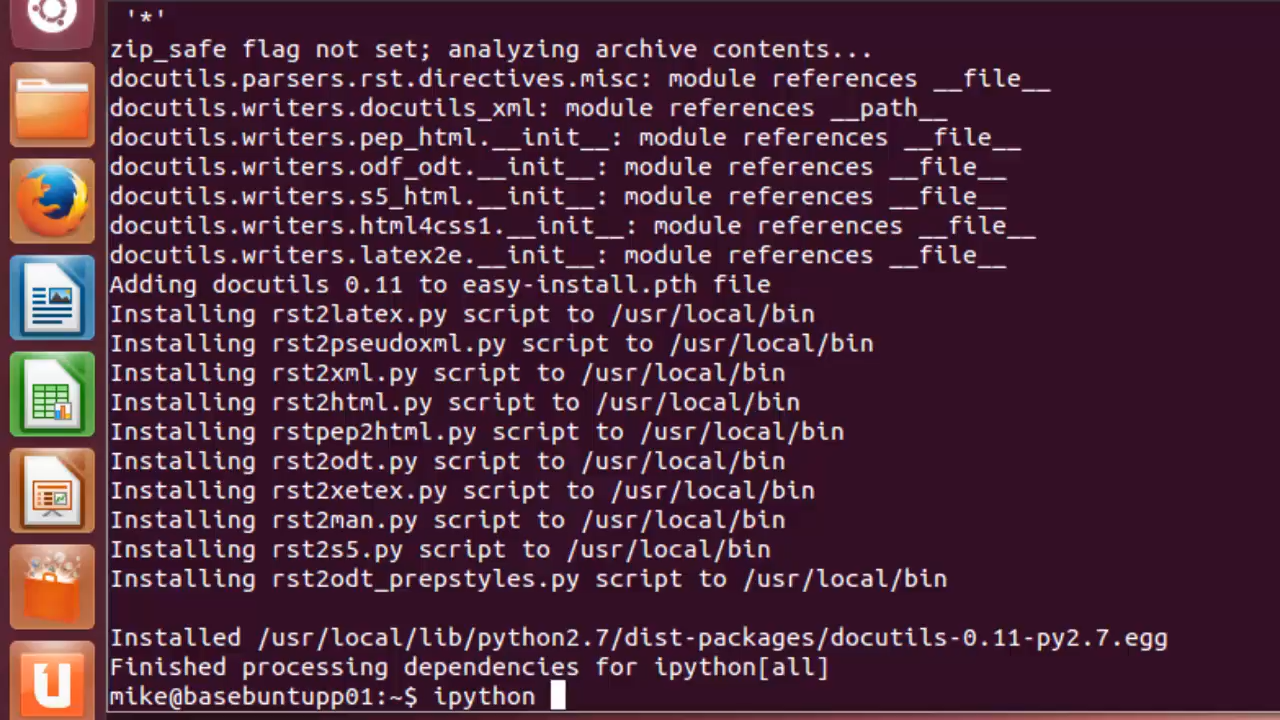 '*'
zip_safe flag not set; analyzing archive contents...
docutils.parsers.rst.directives.misc: module references __file__
docutils.writers.docutils_xml: module references __path__
docutils.writers.pep_html.__init__: module references __file__
docutils.writers.odf_odt.__init__: module references __file__
docutils.writers.s5_html.__init__: module references __file__
docutils.writers.html4css1.__init__: module references __file__
docutils.writers.latex2e.__init__: module references __file__
Adding docutils 0.11 to easy-install.pth file
Installing rst2latex.py script to /usr/local/bin
Installing rst2pseudoxml.py script to /usr/local/bin
Installing rst2xml.py script to /usr/local/bin
Installing rst2html.py script to /usr/local/bin
Installing rstpep2html.py script to /usr/local/bin
Installing rst2odt.py script to /usr/local/bin
Installing rst2xetex.py script to /usr/local/bin
Installing rst2man.py script to /usr/local/bin
Installing rst2s5.py script to /usr/local/bin
Installing rst2odt_prepstyles.py script to /usr/local/bin
Installed /usr/local/lib/python2.7/dist-packages/docutils-0.11-py2.7.egg
Finished processing dependencies for ipython[all]
mike@basebuntupp01:~$ ipython